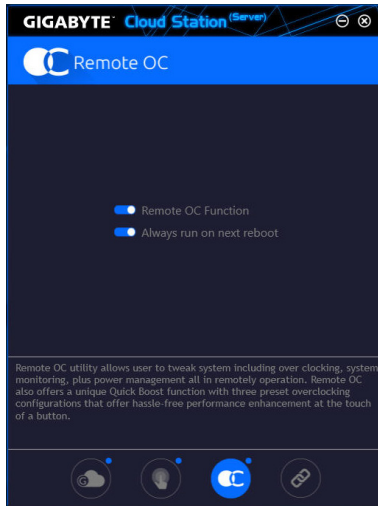 GIGABYTE™ Cloud Station (Server)
Remote OC
Remote OC Function
Always run on next reboot
Remote OC utility allows user to tweak system including over clocking, system
monitoring, plus power management all in remotely operation. Remote OC
also offers a unique Quick Boost function with three preset overclocking
configurations that offer hassle-free performance enhancement at the touch
of a button.
G